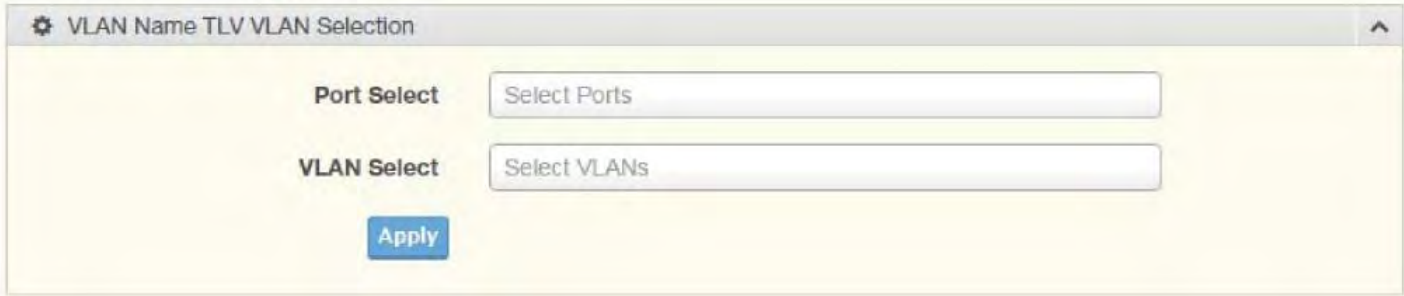 VLAN Name TLV VLAN Selection
Port Select Select Ports
VLAN Select Select VLANs
Apply